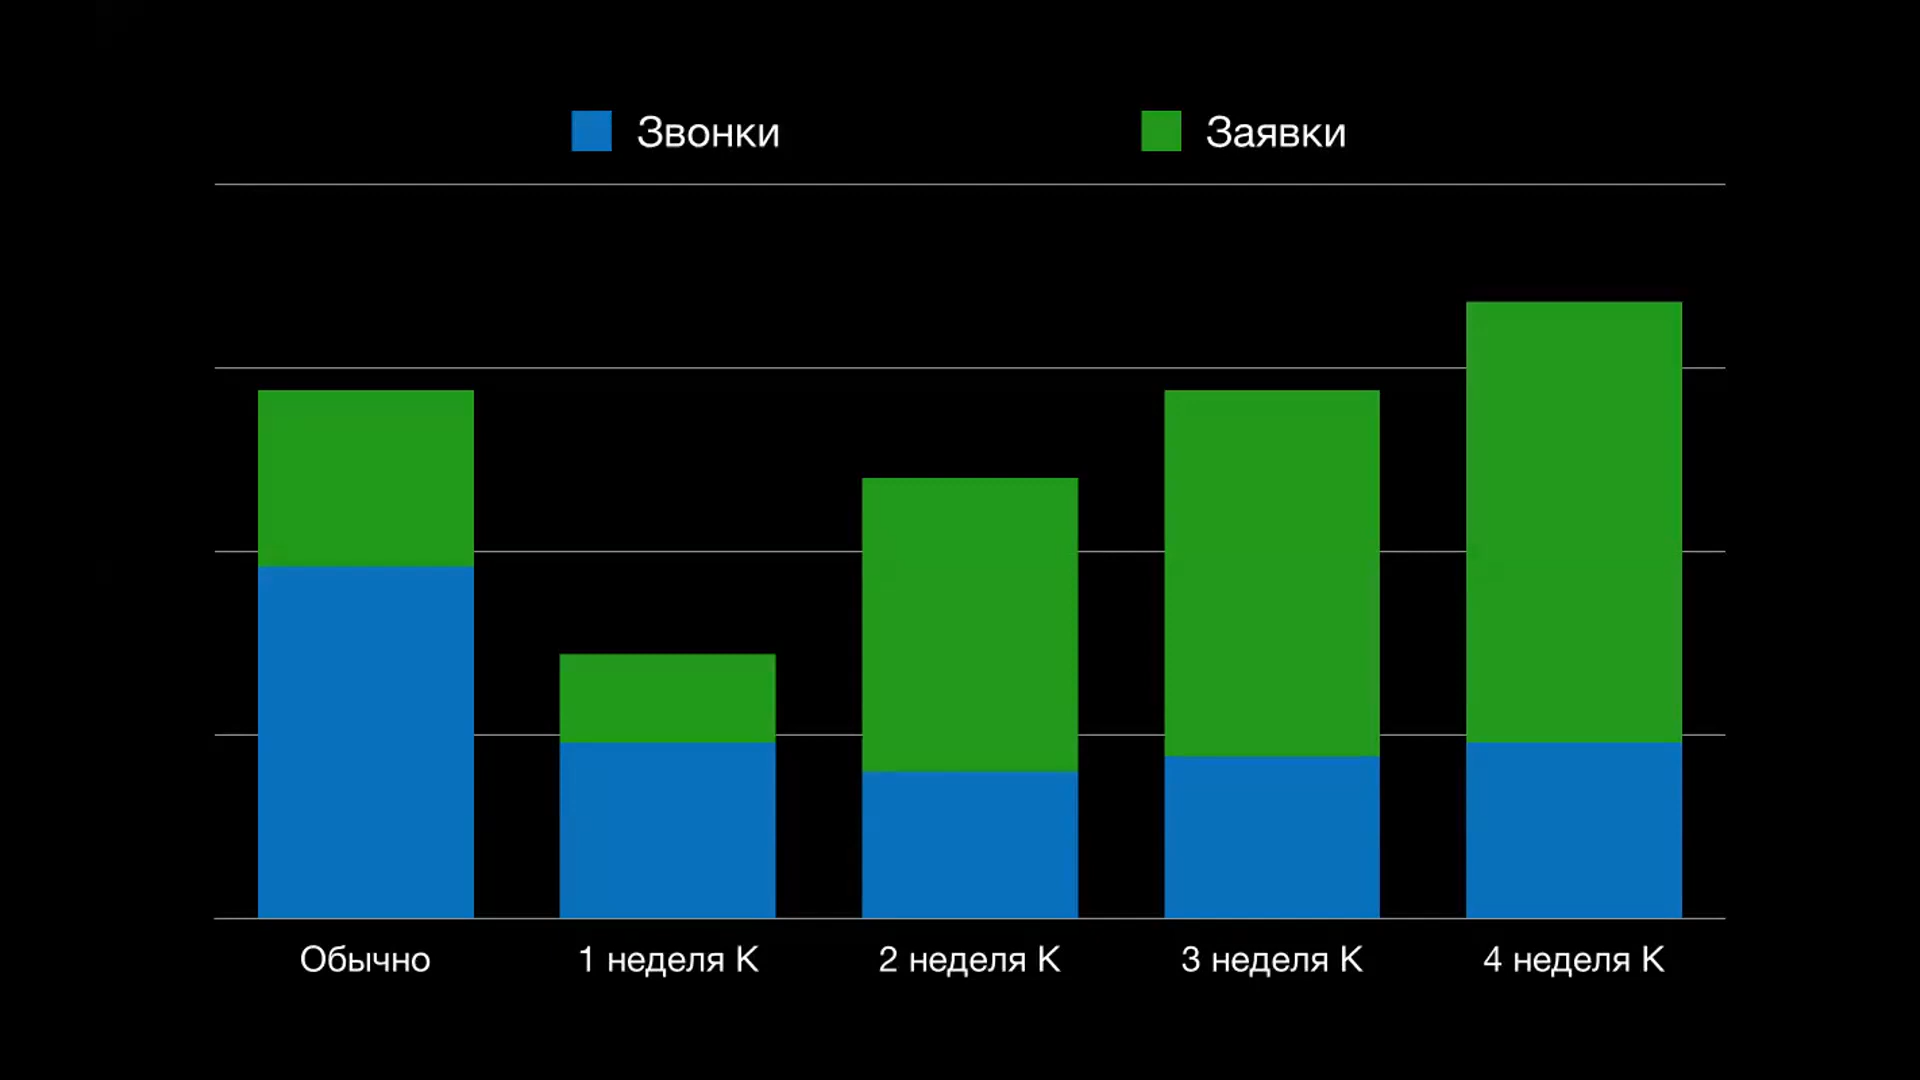 Звонки
Заявки
Обычно
1 неделя К
2 неделя К
3 неделя К
4 неделя К